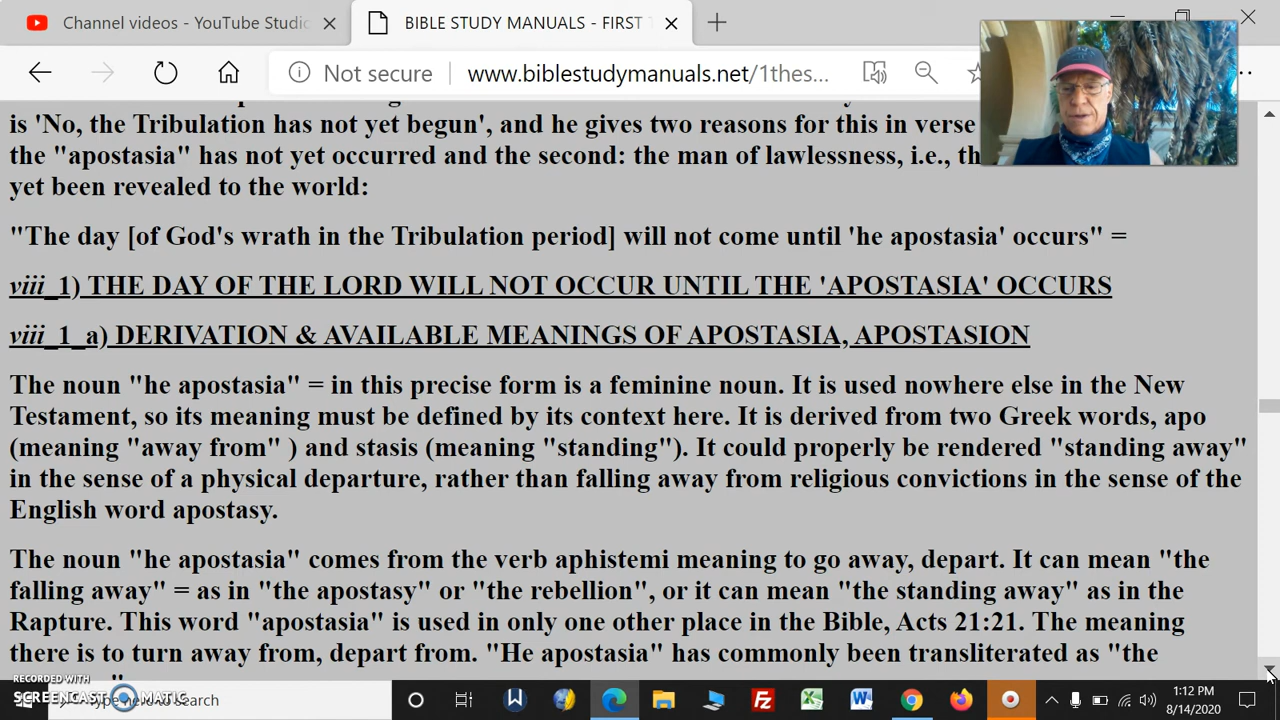 Channel videos - YouTube Studio
BIBLE STUDY MANUALS - FIRST
Not secure
www.biblestudymanuals.net/1thes...
is 'No, the Tribulation has not yet begun', and he gives two reasons for this in verse
the "apostasia" has not yet occurred and the second: the man of lawlessness, i.e.,
yet been revealed to the world:
"The day [of God's wrath in the Tribulation period] will not come until 'he apostasia' occurs" =
viii_1) THE DAY OF THE LORD WILL NOT OCCUR UNTIL THE 'APOSTASIA' OCCURS
viii_1_a) DERIVATION & AVAILABLE MEANINGS OF APOSTASIA, APOSTASION
The noun "he apostasia" = in this precise form is a feminine noun. It is used nowhere else in the New
Testament, so its meaning must be defined by its context here. It is derived from two Greek words, apo
(meaning "away from" ) and stasis (meaning "standing"). It could properly be rendered "standing away"
in the sense of a physical departure, rather than falling away from religious convictions in the sense of the
English word apostasy.
The noun "he apostasia" comes from the verb aphistemi meaning to go away, depart. It can mean "the
falling away" = as in "the apostasy" or "the rebellion", or it can mean "the standing away" as in the
Rapture. This word "apostasia" is used in only one other place in the Bible, Acts 21:21. The meaning
there is to turn away from, depart from. "He apostasia" has commonly been transliterated as "the
RECORDED WITH
SCREENCAST-O-MATIC
here to search
1:12 PM
8/14/2020